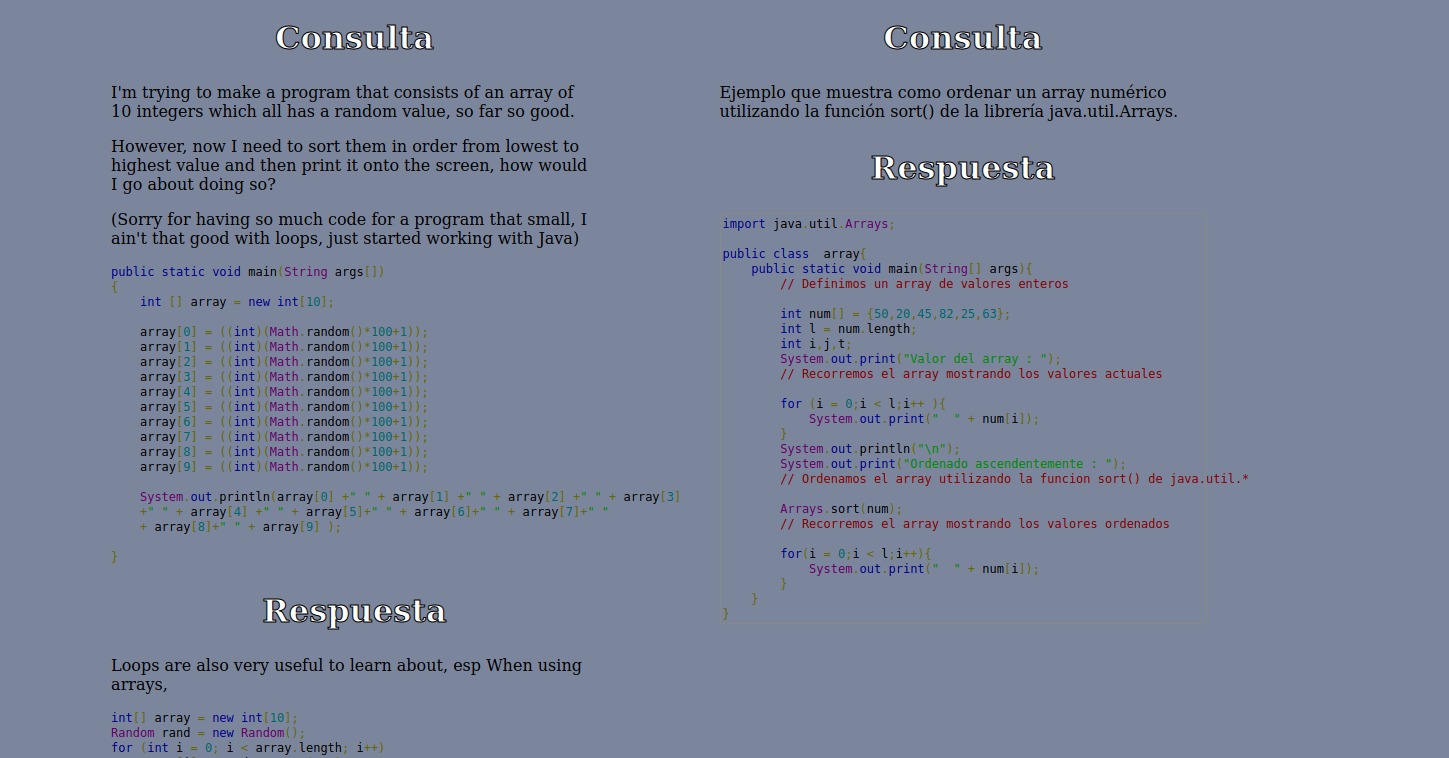 Consulta
I'm trying to make a program that consists of an array of
10 integers which all has a random value, so far so good.
However, now I need to sort them in order from lowest to
highest value and then print it onto the screen, how would
I go about doing so?
(Sorry for having so much code for a program that small, I
ain't that good with loops, just started working with Java)
public static void main(String args[])
{
    int [] array = new int[10];
    array[0] = ((int)(Math.random()*100+1));
    array[1] = ((int)(Math.random()*100+1));
    array[2] = ((int)(Math.random()*100+1));
    array[3] = ((int)(Math.random()*100+1));
    array[4] = ((int)(Math.random()*100+1));
    array[5] = ((int)(Math.random()*100+1));
    array[6] = ((int)(Math.random()*100+1));
    array[7] = ((int)(Math.random()*100+1));
    array[8] = ((int)(Math.random()*100+1));
    array[9] = ((int)(Math.random()*100+1));
    System.out.println(array[0] +" " + array[1] +" " + array[2] +" " + array[3]
    +" " + array[4] +" " + array[5]+" " + array[6]+" " + array[7]+" "
    + array[8]+" " + array[9] );
}
Respuesta
Loops are also very useful to learn about, esp When using
arrays,
int[] array = new int[10];
Random rand = new Random();
for (int i = 0; i < array.length; i++)
Consulta
Ejemplo que muestra como ordenar un array numérico
utilizando la función sort() de la librería java.util.Arrays.
Respuesta
import java.util.Arrays;
public class  array{
    public static void main(String[] args){
        // Definimos un array de valores enteros
        int num[] = {50,20,45,82,25,63};
        int l = num.length;
        int i,j,t;
        System.out.print("Valor del array : ");
        // Recorremos el array mostrando los valores actuales
        for (i = 0;i < l;i++ ){
            System.out.print("  " + num[i]);
        }
        System.out.println("\n");
        System.out.print("Ordenado ascendentemente : ");
        // Ordenamos el array utilizando la funcion sort() de java.util.*
        Arrays.sort(num);
        // Recorremos el array mostrando los valores ordenados
        for(i = 0;i < l;i++){
            System.out.print("  " + num[i]);
        }
    }
}